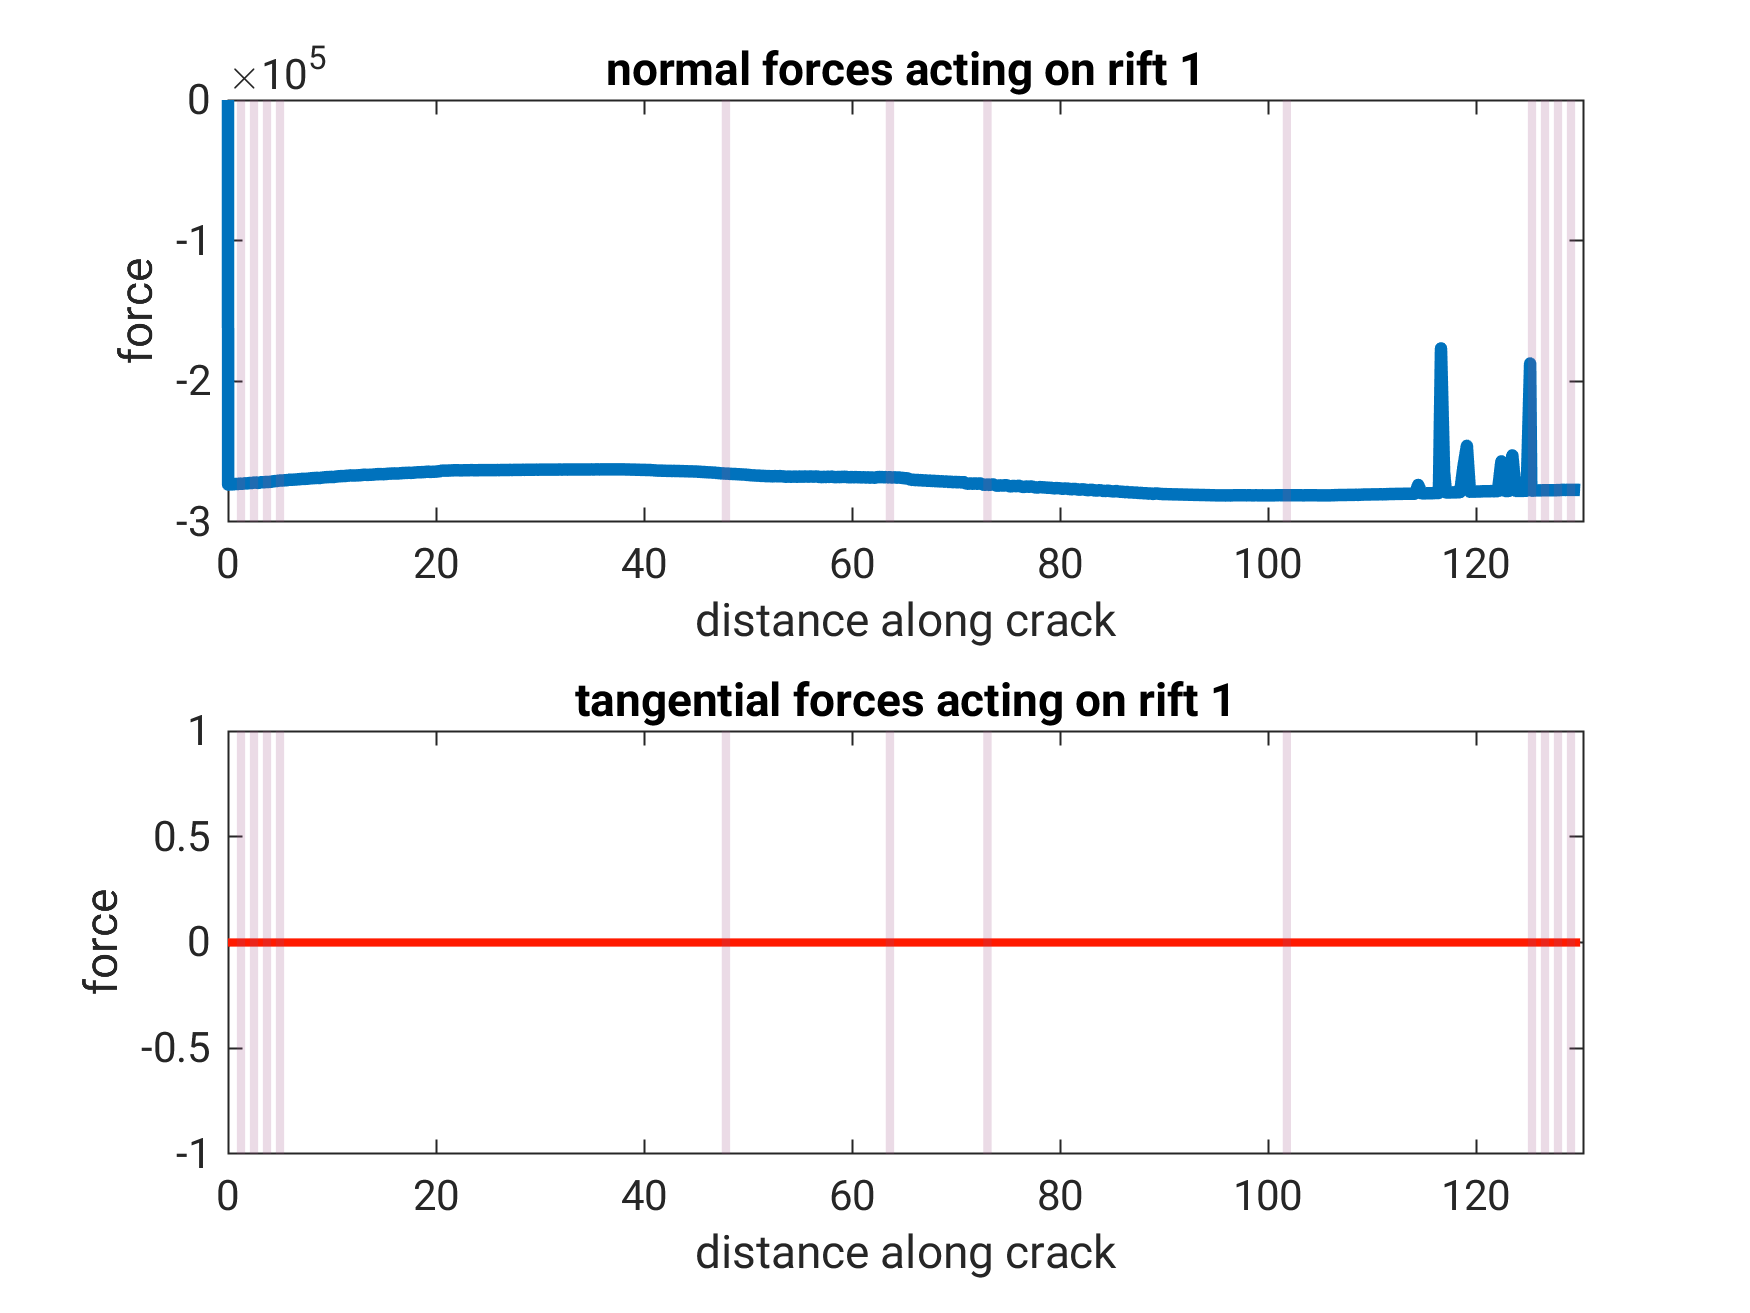 ×10⁵
normal forces acting on rift 1
0
-1
-2
-3
force
0 20 40 60 80 100 120
distance along crack
tangential forces acting on rift 1
1
0.5
0
-0.5
-1
force
0 20 40 60 80 100 120
distance along crack